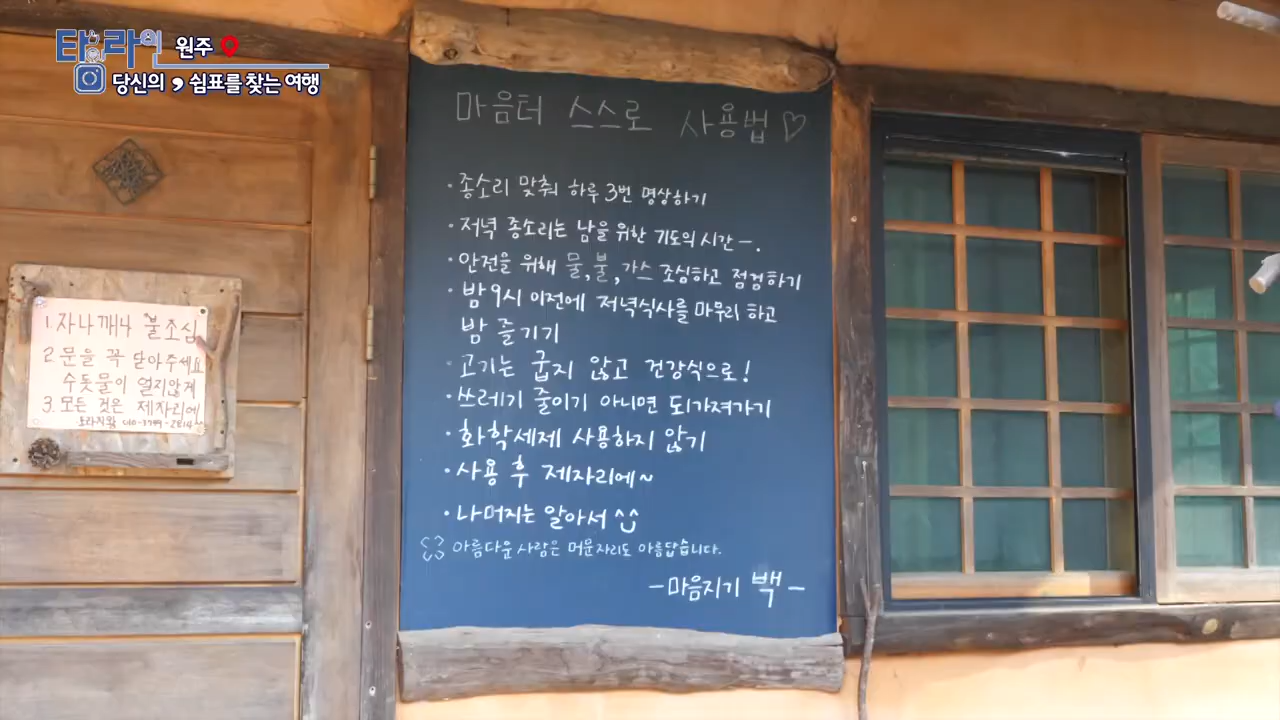 타라의 원주
당신의 , 쉼표를 찾는 여행
마음터 스스로 사용법♡
· 종소리 맞춰 하루 3번 명상하기
· 저녁 종소리는 남을 위한 기도의 시간-.
· 안전을 위해 물,불,가스 조심하고 점검하기
· 밤 9시 이전에 저녁식사를 마무리 하고
밤 즐기기
· 고기는 굽지 않고 건강식으로!
· 쓰레기 줄이기 아니면 되가져가기
· 화학세제 사용하지 않기
· 사용 후 제자리에~
· 나머지는 알아서 ^^
아름다운 사람은 머문자리도 아름답습니다.
-마음지기 백-
1. 자나깨나 불조심
2. 문을 꼭 닫아주세요
수돗물이 얼지않게
3. 모든 것은 제자리에